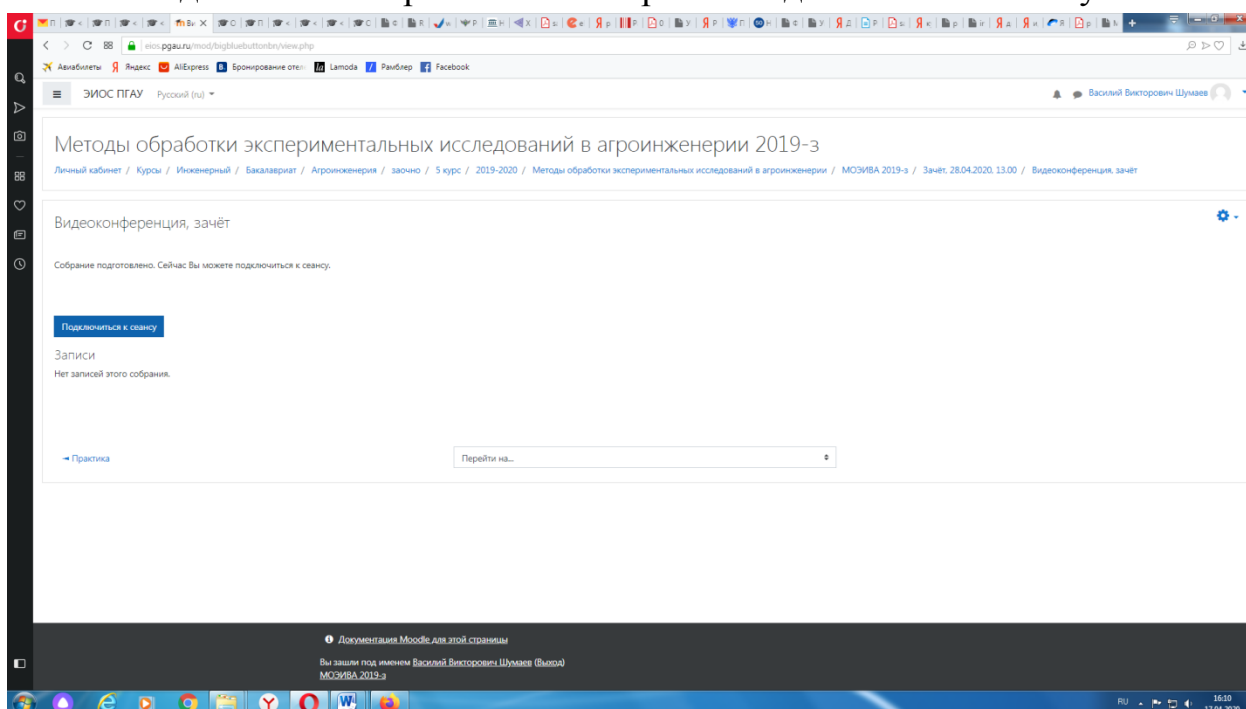 eios.pgau.ru/mod/bigbluebuttonbn/view.php
Авиабилеты Яндекс AliExpress Бронирование отел Lamoda Рамблер Facebook
ЭИОС ПГАУ Русский (ru)
Василий Викторович Шумаев
Методы обработки экспериментальных исследований в агроинженерии 2019-з
Личный кабинет / Курсы / Инженерный / Бакалавриат / Агроинженерия / заочно / 5 курс / 2019-2020 / Методы обработки экспериментальных исследований в агроинженерии / МОЭИВА 2019-з / Зачёт, 28.04.2020, 13.00 / Видеоконференция, зачёт
Видеоконференция, зачёт
Собрание подготовлено. Сейчас Вы можете подключиться к сеансу.
Подключиться к сеансу
Записи
Нет записей этого собрания.
◄ Практика
Перейти на...
Документация Moodle для этой страницы
Вы зашли под именем Василий Викторович Шумаев (Выход)
МОЭИВА 2019-з
RU
16:10
17.04.2020